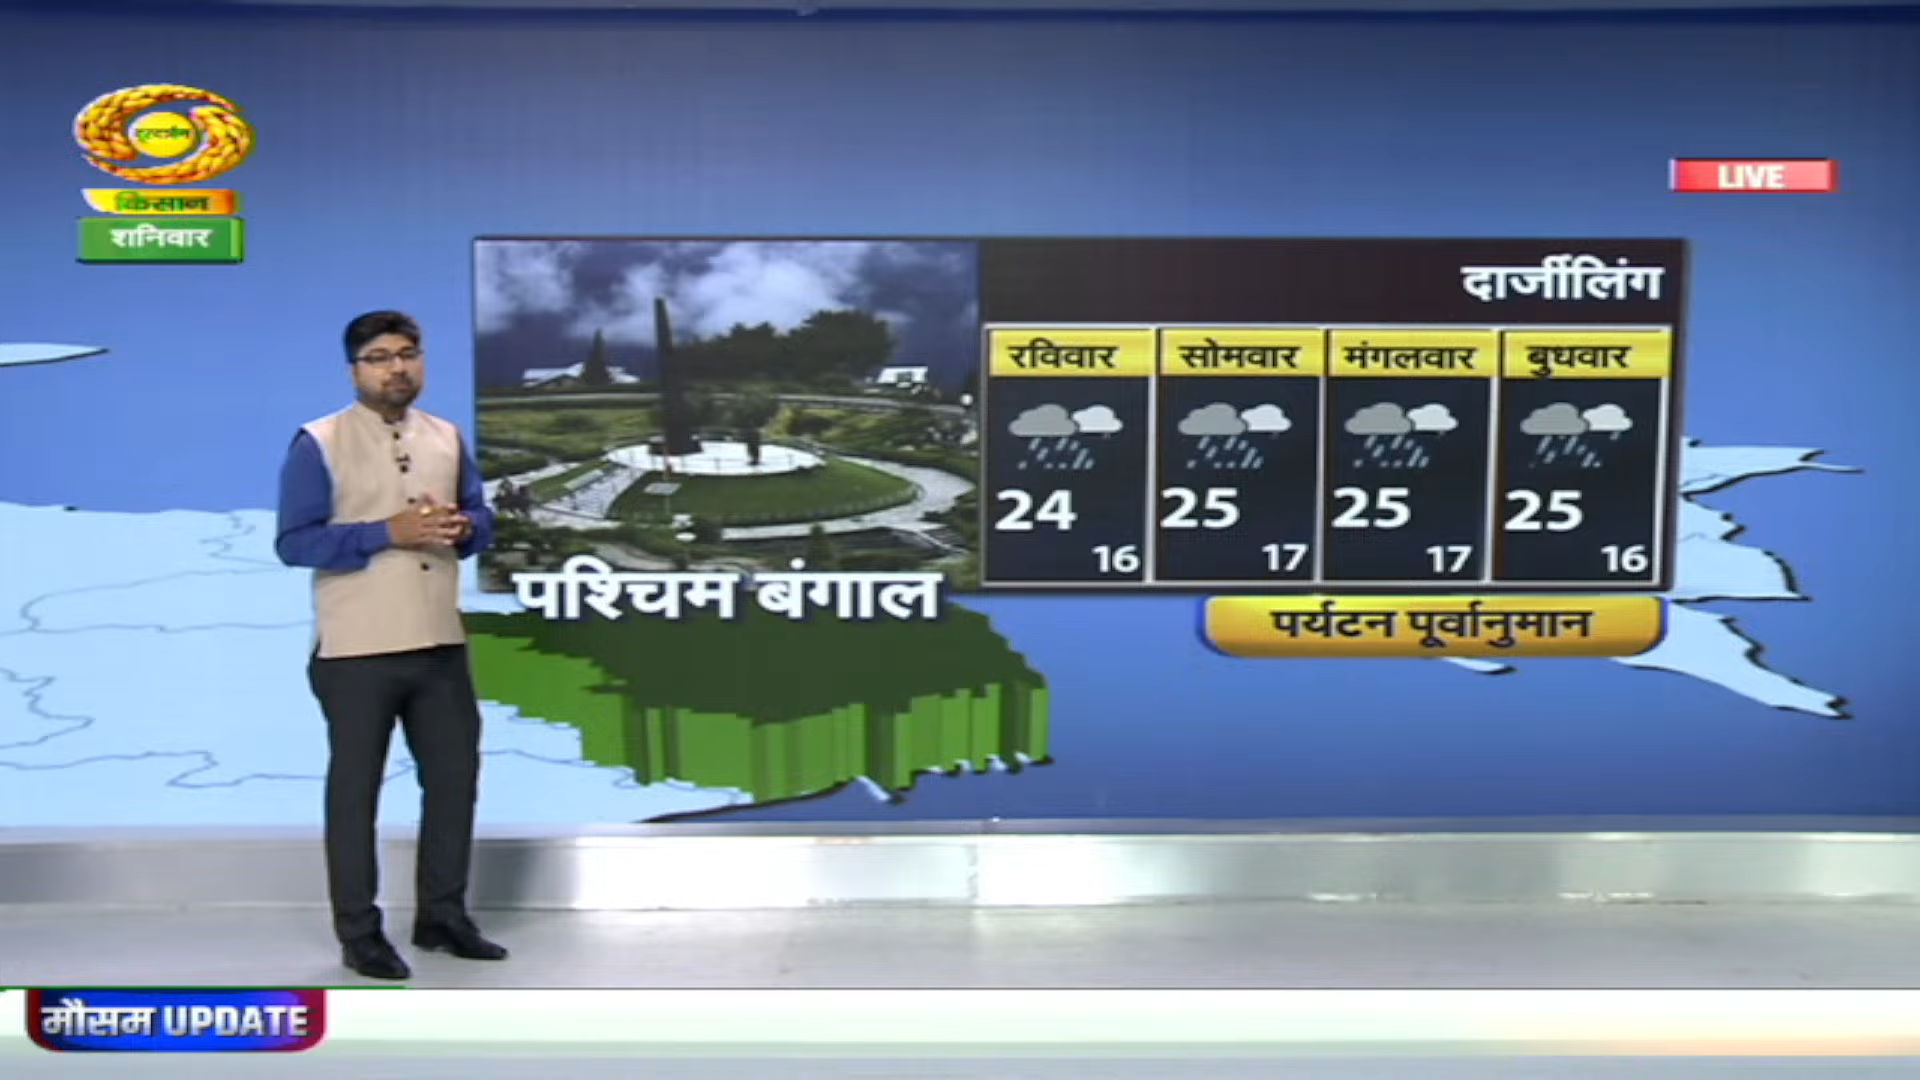 दूरदर्शन
किसान
शनिवार
LIVE
दार्जीलिंग
रविवार सोमवार मंगलवार बुधवार
24 25 25 25
16 17 17 16
पश्चिम बंगाल
पर्यटन पूर्वानुमान
मौसम UPDATE